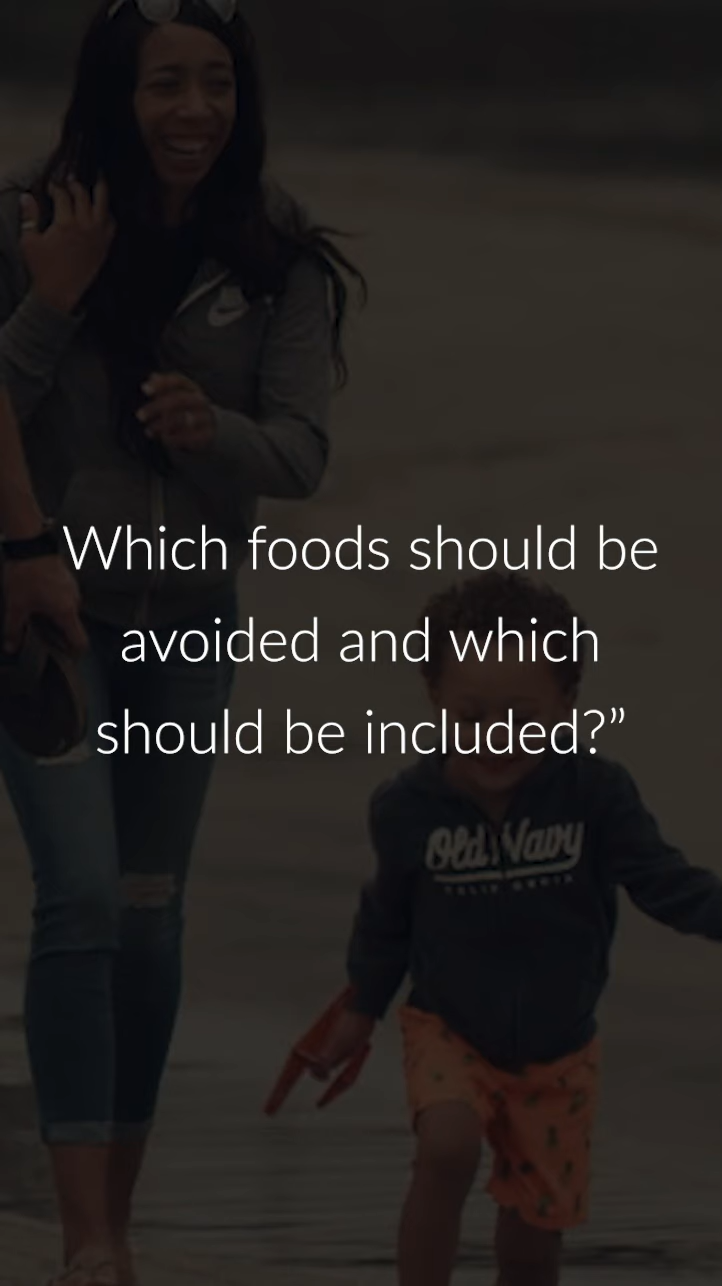 Which foods should be
avoided and which
should be included?”
Old Navy